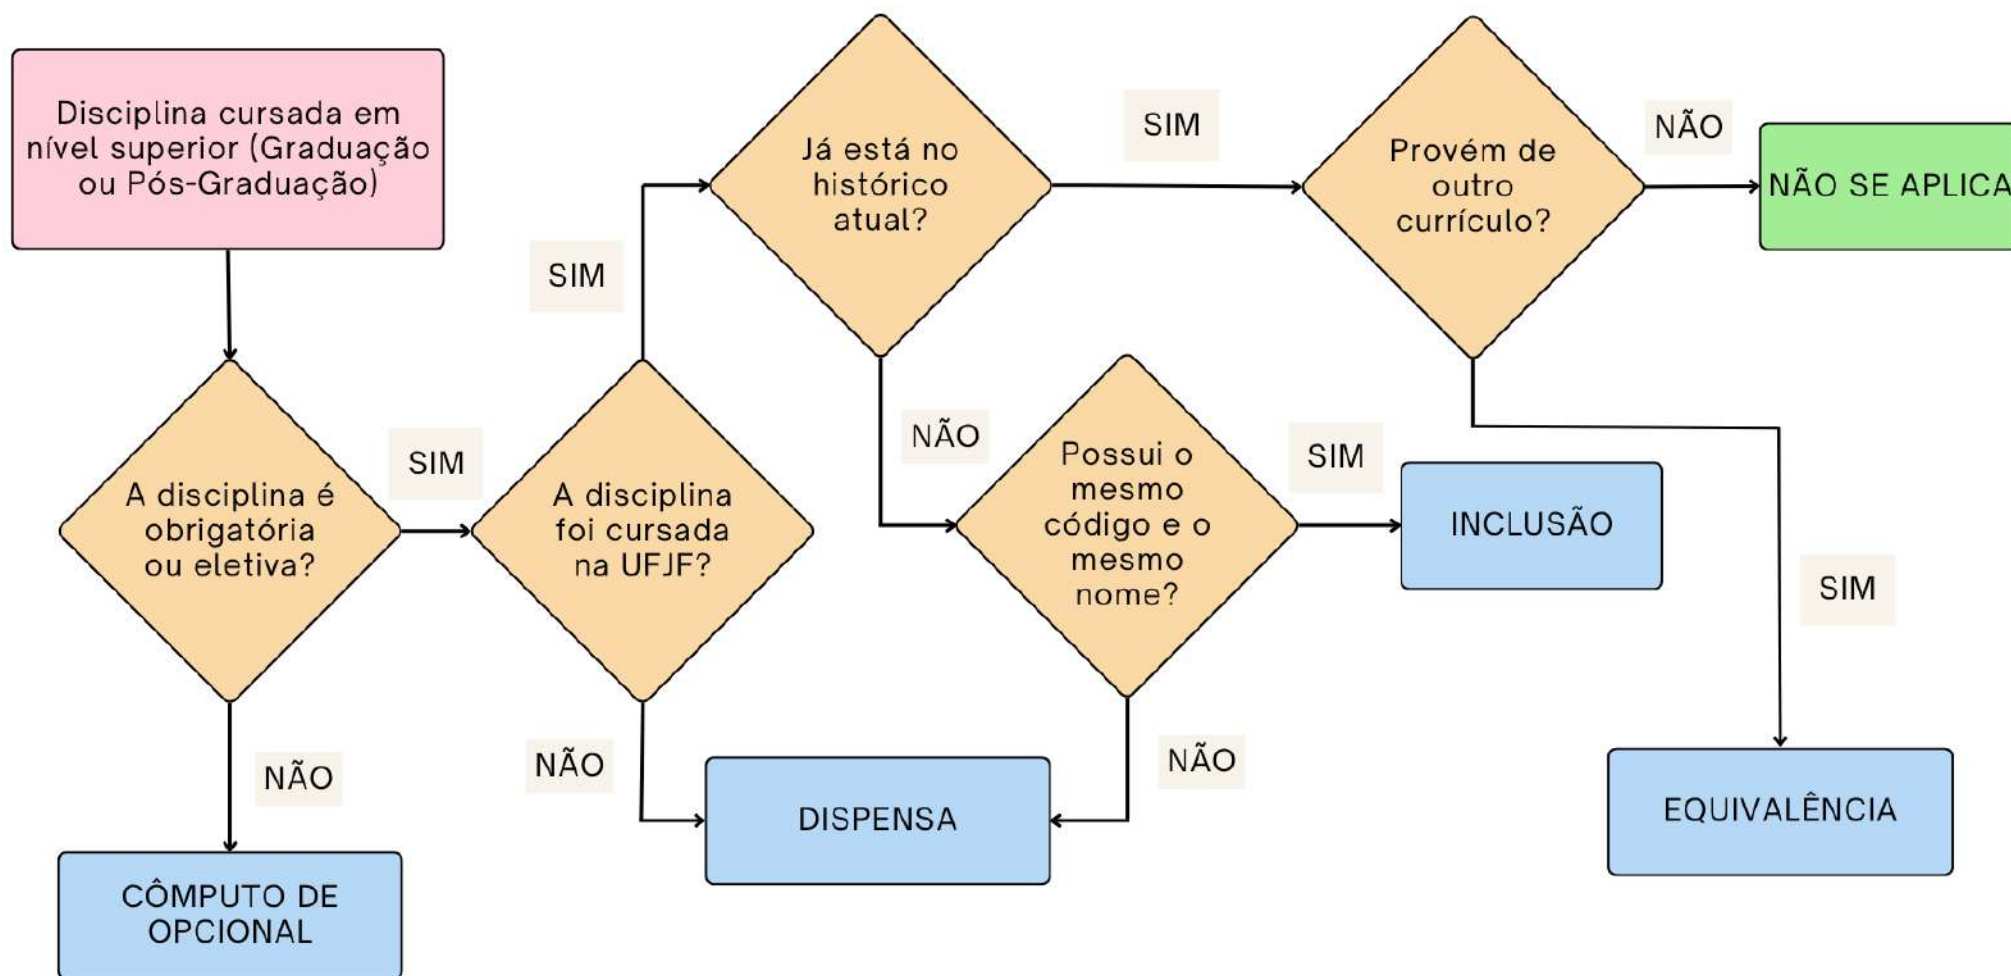 Disciplina cursada em
nível superior (Graduação
ou Pós-Graduação)
A disciplina é
obrigatória
ou eletiva?
NÃO
CÔMPUTO DE
OPCIONAL
SIM
A disciplina
foi cursada
na UFJF?
NÃO
DISPENSA
SIM
Já está no
histórico
atual?
NÃO
Possui o
mesmo
código e o
mesmo
nome?
NÃO
SIM
INCLUSÃO
SIM
Provém de
outro
currículo?
NÃO
NÃO SE APLICA
SIM
EQUIVALÊNCIA